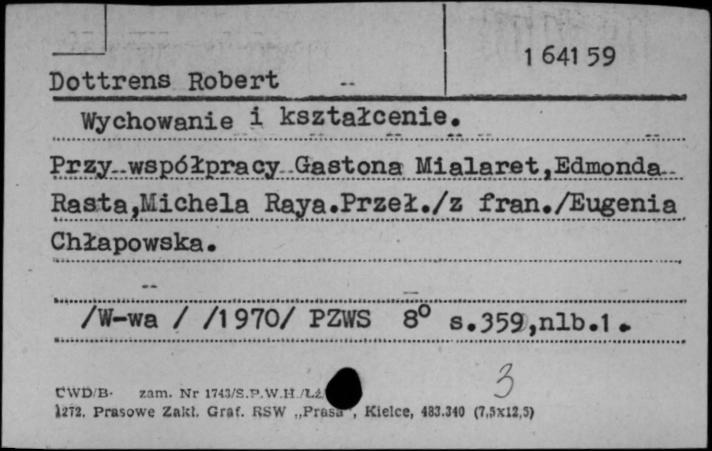 1 641 59
Dottrens Robert
Wychowanie i kształcenie.
Przy współpracy Gastona Mialaret,Edmonda
Rasta,Michela Raya.Przeł./z fran./Eugenia
Chłapowska.
/W-wa / /1970/ PZWS 8° s.359,nlb.1.
3
CWD/B- zam. Nr 1743/S.P.W.H./Łź
1272. Prasowe Zakł. Graf. RSW „Prasa”, Kielce, 483.340 (7,5x12,5)